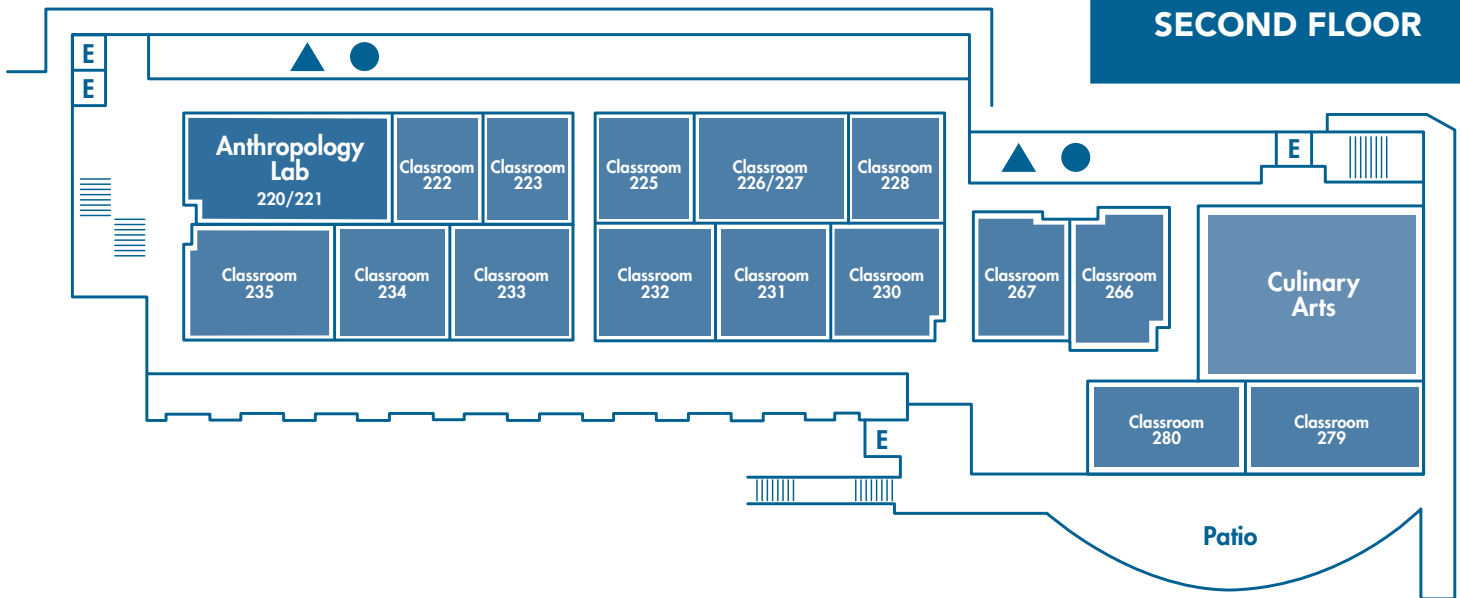 SECOND FLOOR
E
E
Anthropology
Lab
220/221
Classroom
222
Classroom
223
Classroom
225
Classroom
226/227
Classroom
228
E
Classroom
235
Classroom
234
Classroom
233
Classroom
232
Classroom
231
Classroom
230
Classroom
267
Classroom
266
Culinary
Arts
Classroom
280
Classroom
279
E
Patio